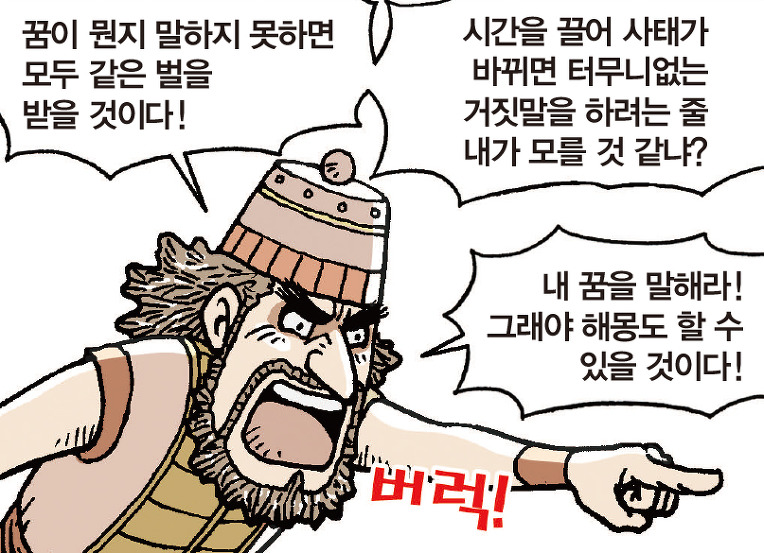 꿈이 뭔지 말하지 못하면
모두 같은 벌을
받을 것이다!
시간을 끌어 사태가
바뀌면 터무니없는
거짓말을 하려는 줄
내가 모를 것 같냐?
내 꿈을 말해라!
그래야 해몽도 할 수
있을 것이다!
버럭!